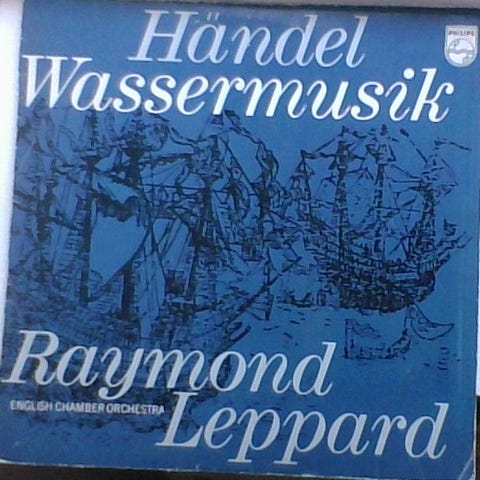 Händel
PHILIPS
Wassermusik
Raymond
ENGLISH CHAMBER ORCHESTRA
Leppard